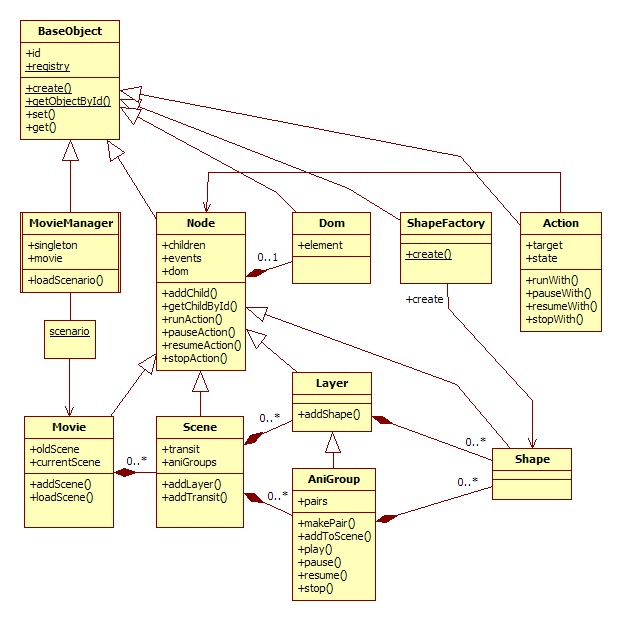 BaseObject
+id
+registry
+create()
+getObjectById()
+set()
+get()
MovieManager
+singleton
+movie
+loadScenario()
Node
+children
+events
+dom
+addChild()
+getChildById()
+runAction()
+pauseAction()
+resumeAction()
+stopAction()
0..1
Dom
+element
ShapeFactory
+create()
+create
Action
+target
+state
+runWith()
+pauseWith()
+resumeWith()
+stopWith()
scenario
Movie
+oldScene
+currentScene
+addScene()
+loadScene()
0..*
Scene
+transit
+aniGroups
+addLayer()
+addTransit()
0..*
0..*
Layer
+addShape()
0..*
AniGroup
+pairs
+makePair()
+addToScene()
+play()
+pause()
+resume()
+stop()
0..*
Shape